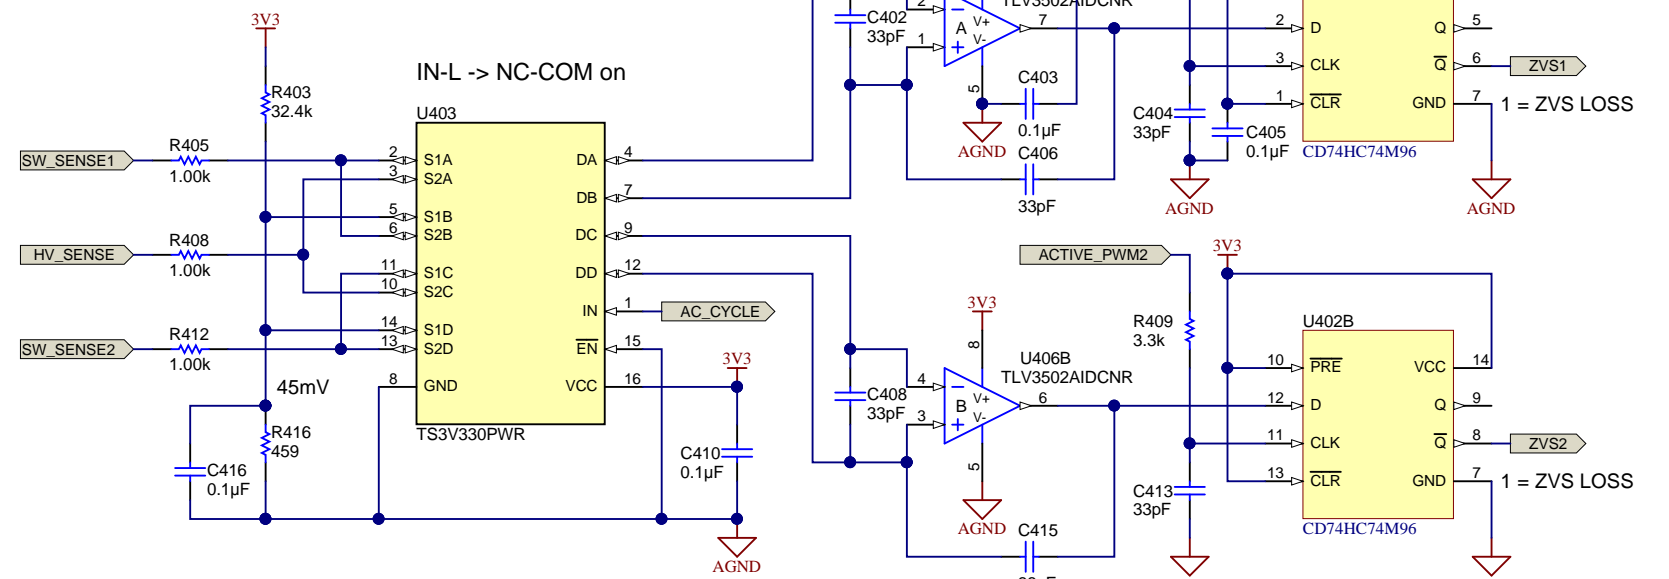 3V3
R403
32.4k
IN-L -> NC-COM on
U403
SW_SENSE1
R405
1.00k
HV_SENSE
R408
1.00k
SW_SENSE2
R412
1.00k
45mV
R416
459
C416
0.1µF
2 S1A
3 S2A
5 S1B
6 S2B
11 S1C
10 S2C
14 S1D
13 S2D
8 GND
DA 4
DB 7
DC 9
DD 12
IN 1
EN 15
VCC 16
TS3V330PWR
AC_CYCLE
3V3
C410
0.1µF
AGND
C402
33pF
TLV3502AIDCNR
2
1
A
V+
V-
7
5
AGND
C403
0.1µF
C406
33pF
C404
33pF
C405
0.1µF
AGND
2 D
3 CLK
1 CLR
Q 5
Q 6
GND 7
CD74HC74M96
ZVS1
1 = ZVS LOSS
AGND
ACTIVE_PWM2
3V3
R409
3.3k
C413
33pF
3V3
8
U406B
TLV3502AIDCNR
C408
33pF
4
3
B
V+
V-
6
5
AGND
C415
U402B
10 PRE
12 D
11 CLK
13 CLR
VCC 14
Q 9
Q 8
GND 7
CD74HC74M96
ZVS2
1 = ZVS LOSS